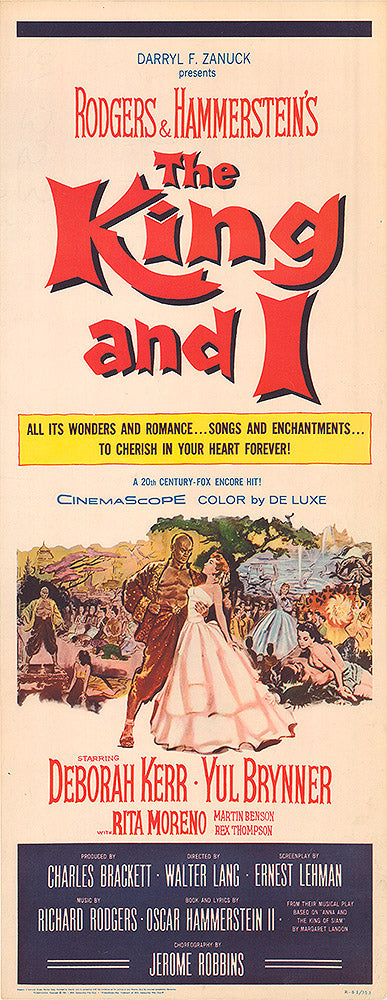 DARRYL F. ZANUCK
presents
RODGERS & HAMMERSTEIN'S
The
King
and I
ALL ITS WONDERS AND ROMANCE...SONGS AND ENCHANTMENTS...
TO CHERISH IN YOUR HEART FOREVER!
A 20th CENTURY-FOX ENCORE HIT!
CINEMASCOPE COLOR by DE LUXE
STARRING
DEBORAH KERR · YUL BRYNNER
with RITA MORENO MARTIN BENSON
REX THOMPSON
PRODUCED BY
CHARLES BRACKETT ·
DIRECTED BY
WALTER LANG ·
SCREENPLAY BY
ERNEST LEHMAN
MUSIC BY
RICHARD RODGERS ·
BOOK AND LYRICS BY
OSCAR HAMMERSTEIN II ·
FROM THEIR MUSICAL PLAY
BASED ON "ANNA AND
THE KING OF SIAM"
BY MARGARET LANDON
CHOREOGRAPHY BY
JEROME ROBBINS